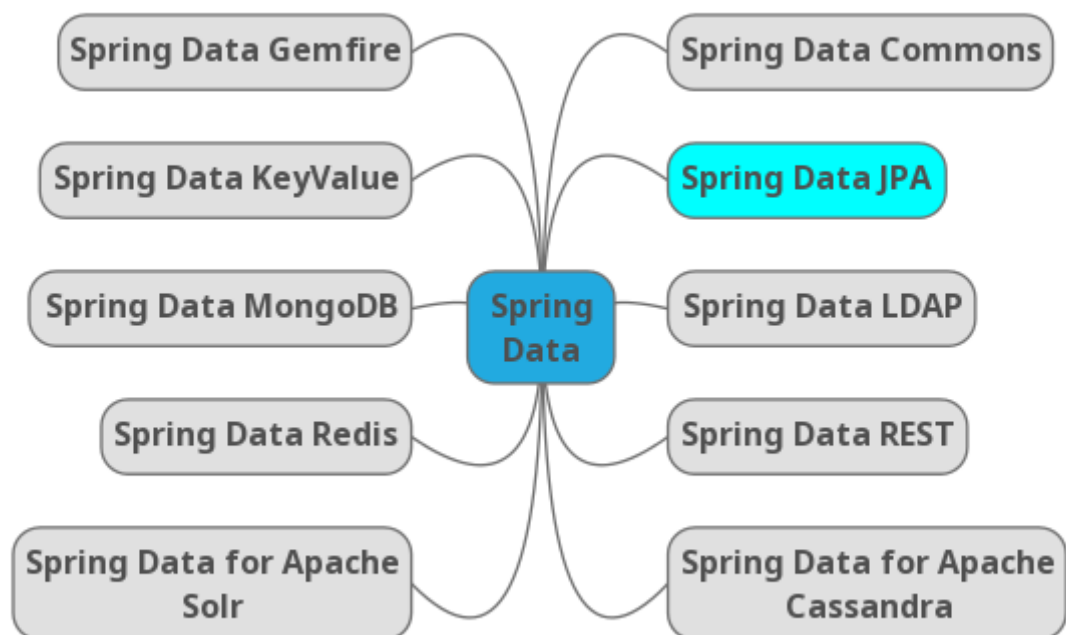 Spring Data Gemfire
Spring Data Commons
Spring Data KeyValue
Spring Data JPA
Spring Data MongoDB
Spring
Data
Spring Data LDAP
Spring Data Redis
Spring Data REST
Spring Data for Apache
Solr
Spring Data for Apache
Cassandra